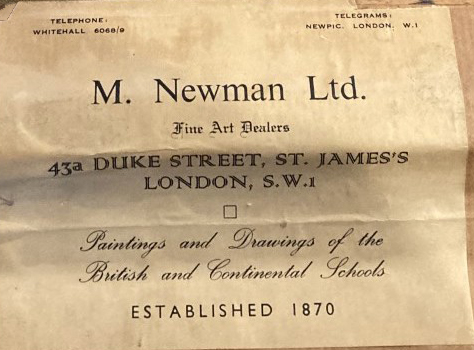 TELEPHONE:
WHITEHALL 6068/9
TELEGRAMS:
NEWPIC. LONDON. W.1
M. Newman Ltd.
Fine Art Dealers
43a DUKE STREET, ST. JAMES'S
LONDON, S.W.1
Paintings and Drawings of the
British and Continental Schools
ESTABLISHED 1870